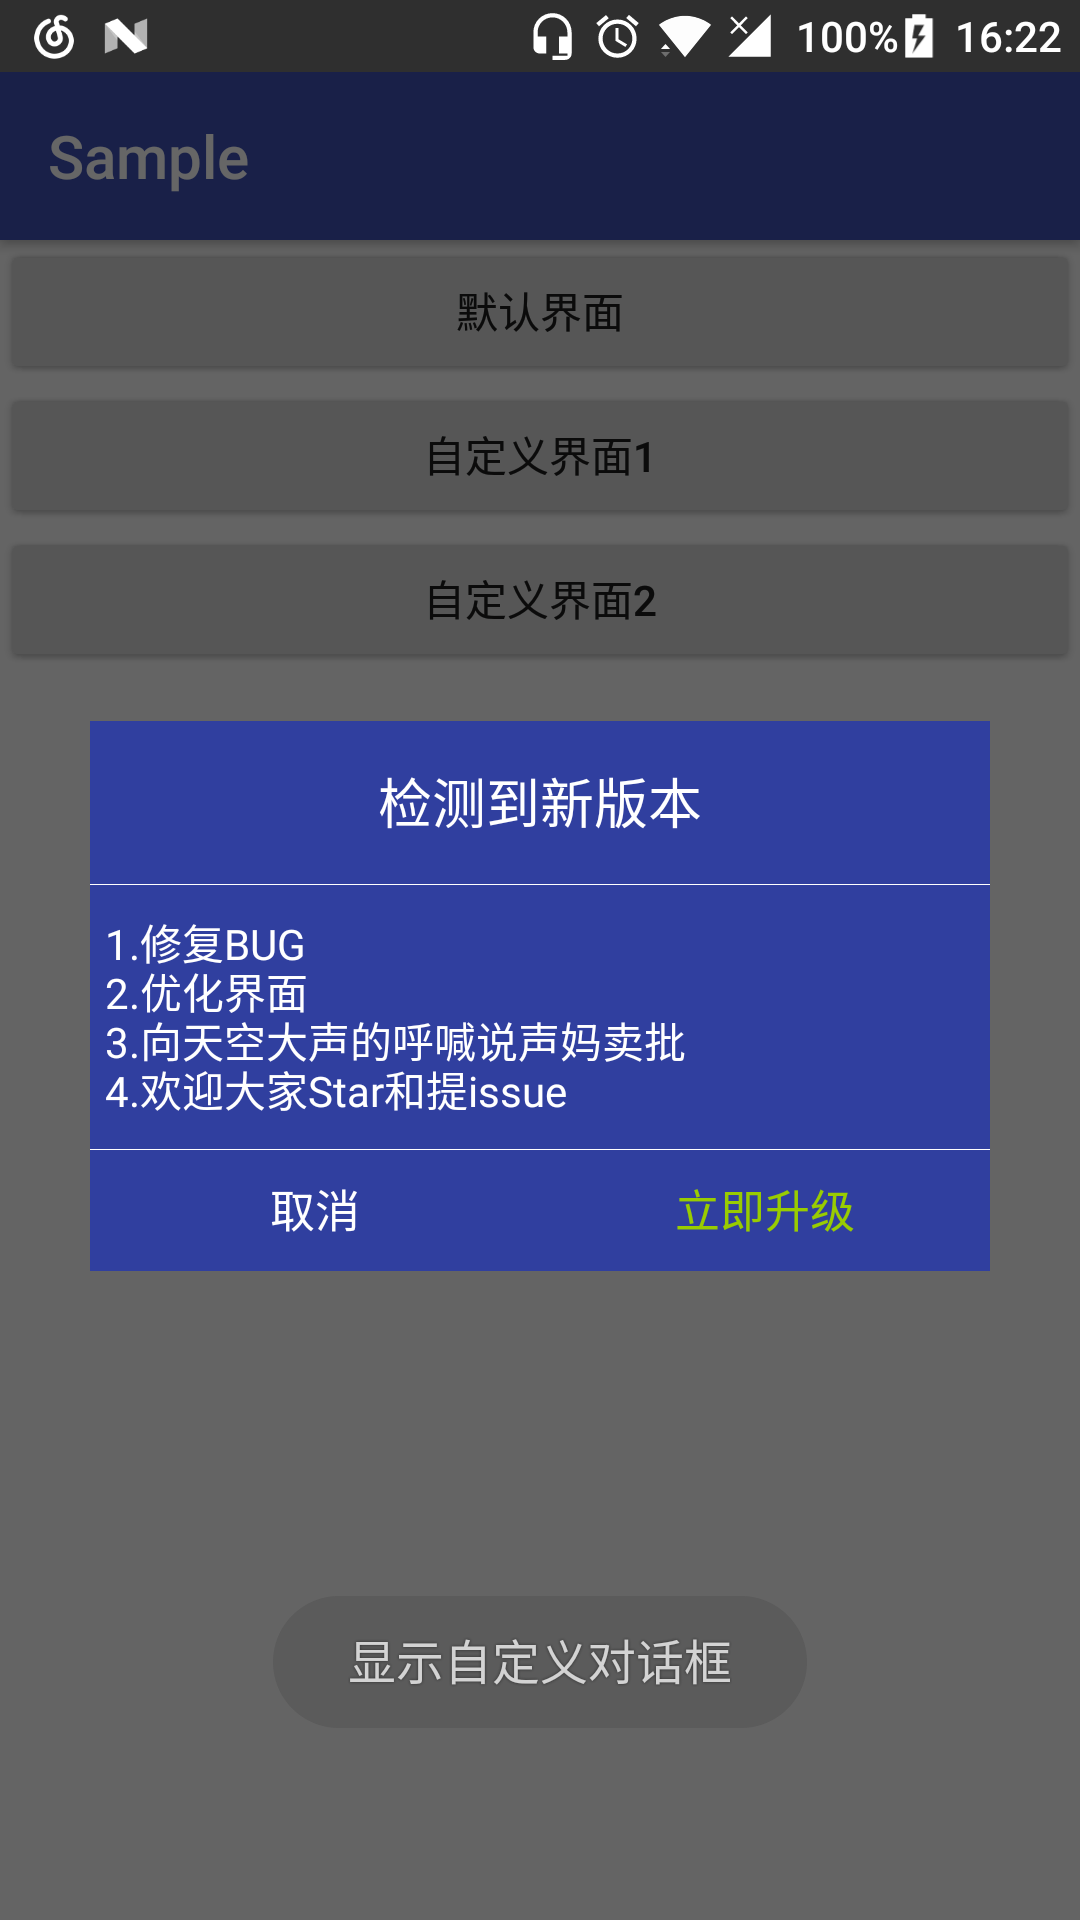 100% 16:22
Sample
默认界面
自定义界面1
自定义界面2
检测到新版本
1.修复BUG
2.优化界面
3.向天空大声的呼喊说声妈卖批
4.欢迎大家Star和提issue
取消 立即升级
显示自定义对话框